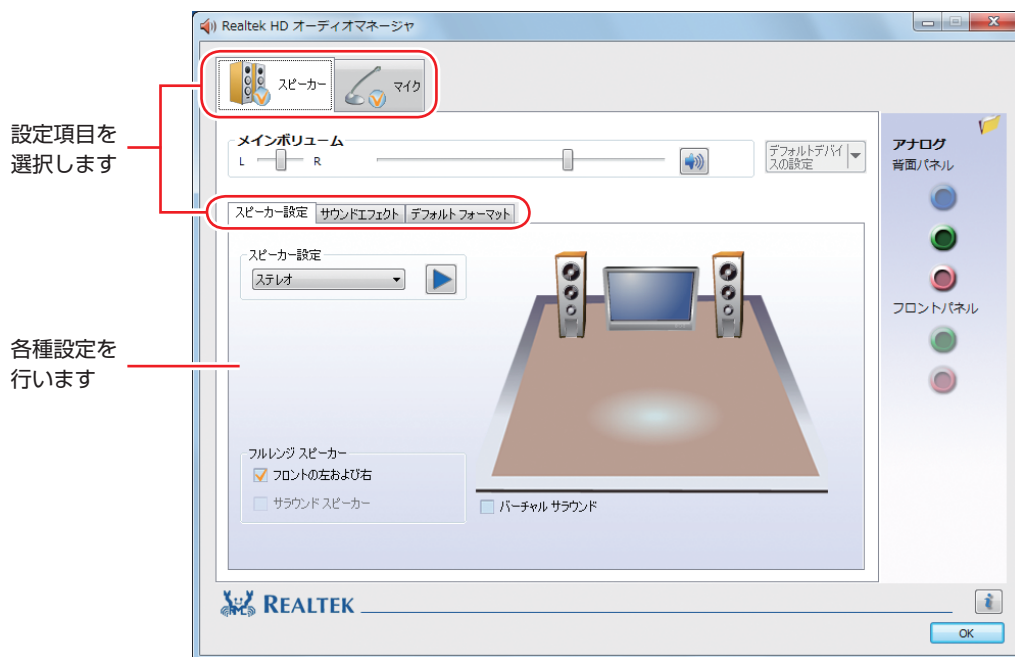 Realtek HD オーディオマネージャ
スピーカー
マイク
設定項目を
選択します
メインボリューム
L
R
デフォルトデバイ
スの設定
アナログ
背面パネル
スピーカー設定
サウンドエフェクト
デフォルト フォーマット
スピーカー設定
ステレオ
フロントパネル
各種設定を
行います
フルレンジ スピーカー
フロントの左および右
サラウンド スピーカー
バーチャル サラウンド
REALTEK
OK